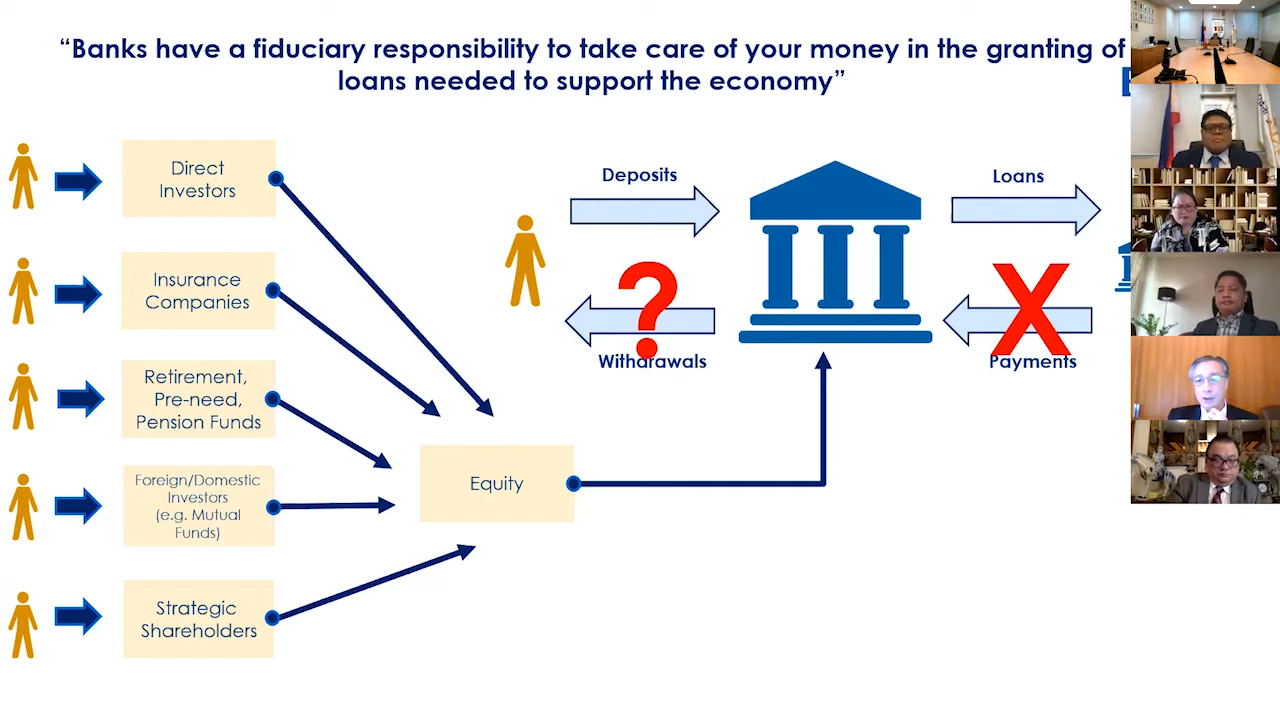 “Banks have a fiduciary responsibility to take care of your money in the granting of
loans needed to support the economy”
Direct
Investors
Insurance
Companies
Retirement,
Pre-need,
Pension Funds
Foreign/Domestic
Investors
(e.g. Mutual
Funds)
Strategic
Shareholders
Equity
Deposits
?
Withdrawals
Loans
X
Payments